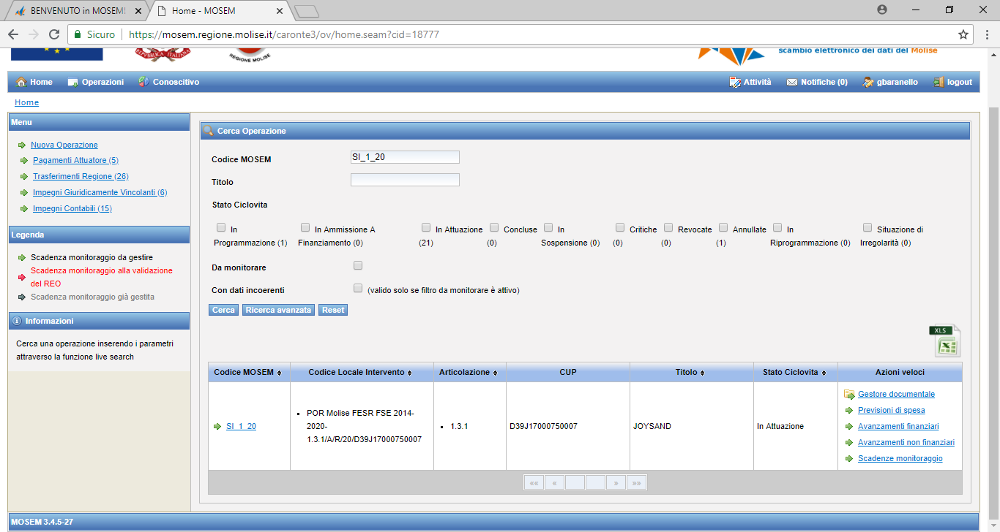 BENVENUTO in MOSEM!
Home - MOSEM
Sicuro
https://mosem.regione.molise.it/caronte3/ov/home.seam?cid=18777
REPVBBLICA ITALIANA
REGIONE MOLISE
scambio elettronico dei dati del Molise
Home Operazioni Conoscitivo
Attività Notifiche (0) gbaranello logout
Home
Menu
Nuova Operazione
Pagamenti Attuatore (5)
Trasferimenti Regione (26)
Impegni Giuridicamente Vincolanti (6)
Impegni Contabili (15)
Legenda
Scadenza monitoraggio da gestire
Scadenza monitoraggio alla validazione
del REO
Scadenza monitoraggio già gestita
Informazioni
Cerca una operazione inserendo i parametri
attraverso la funzione live search
Cerca Operazione
Codice MOSEM SI_1_20
Titolo
Stato Ciclovita
In In Ammissione A In Attuazione Concluse In Critiche Revocate Annullate In Situazione di
Programmazione (1) Finanziamento (0) (21) (0) Sospensione (0) (0) (0) (1) Riprogrammazione (0) Irregolarità (0)
Da monitorare
Con dati incoerenti (valido solo se filtro da monitorare è attivo)
Cerca Ricerca avanzata Reset
XLS
Codice MOSEM Codice Locale Intervento Articolazione CUP Titolo Stato Ciclovita Azioni veloci
SI_1_20
POR Molise FESR FSE 2014-
2020-
1.3.1/A/R/20/D39J17000750007
1.3.1
D39J17000750007
JOYSAND
In Attuazione
Gestore documentale
Previsioni di spesa
Avanzamenti finanziari
Avanzamenti non finanziari
Scadenze monitoraggio
«« « » »»
MOSEM 3.4.5-27